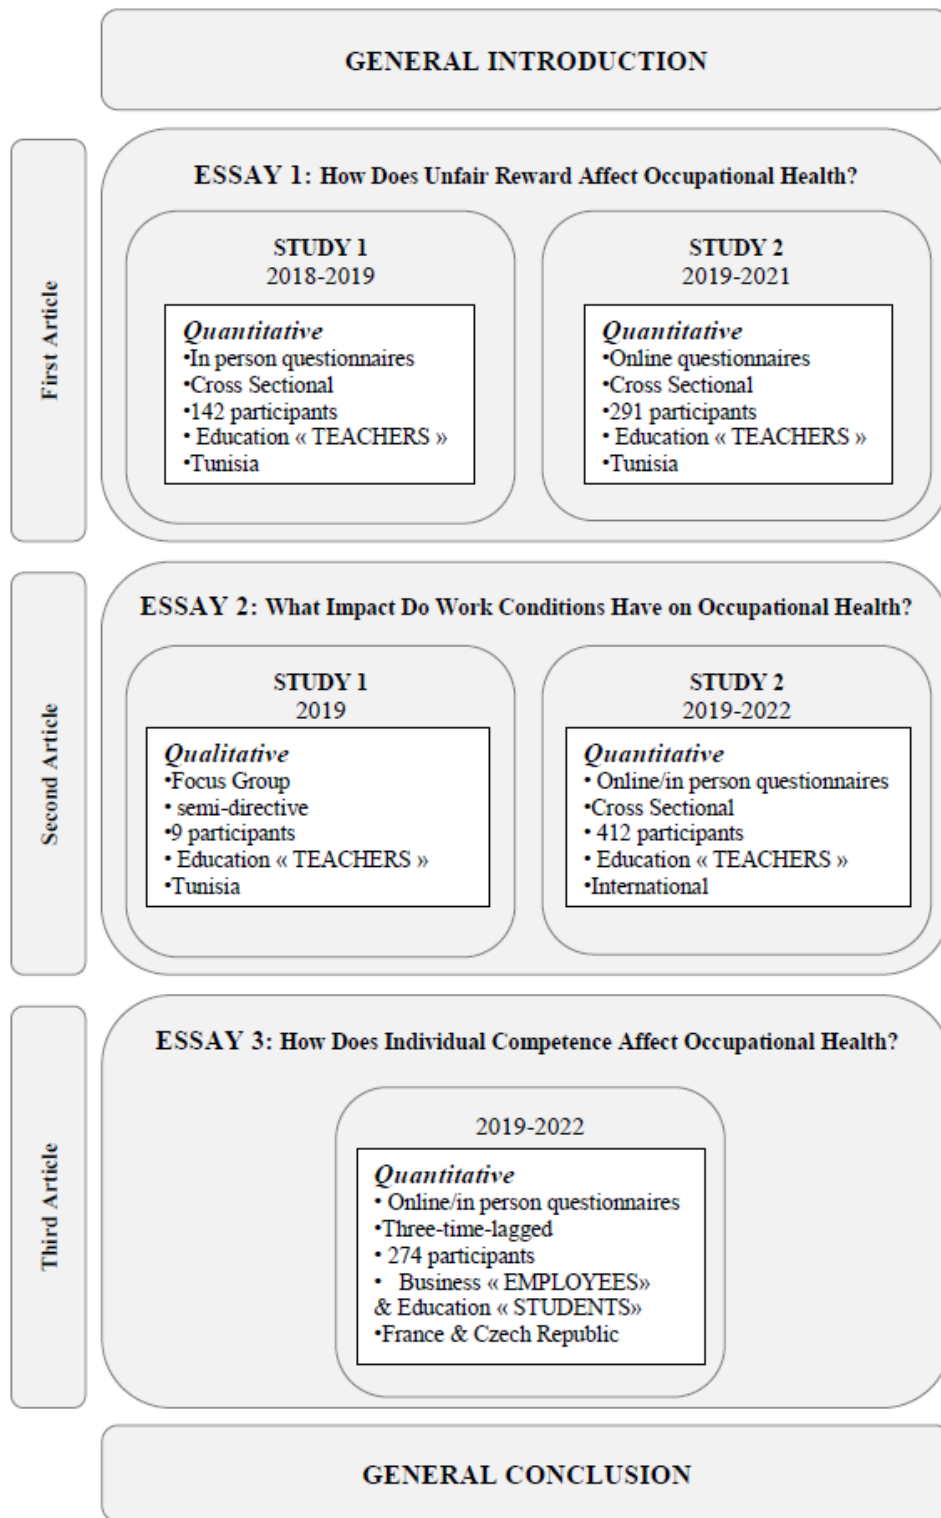 GENERAL INTRODUCTION
First Article
ESSAY 1: How Does Unfair Reward Affect Occupational Health?
STUDY 1
2018-2019
Quantitative
•In person questionnaires
•Cross Sectional
•142 participants
• Education « TEACHERS »
•Tunisia
STUDY 2
2019-2021
Quantitative
•Online questionnaires
•Cross Sectional
•291 participants
• Education « TEACHERS »
•Tunisia
Second Article
ESSAY 2: What Impact Do Work Conditions Have on Occupational Health?
STUDY 1
2019
Qualitative
•Focus Group
• semi-directive
•9 participants
• Education « TEACHERS »
•Tunisia
STUDY 2
2019-2022
Quantitative
• Online/in person questionnaires
•Cross Sectional
• 412 participants
• Education « TEACHERS »
•International
Third Article
ESSAY 3: How Does Individual Competence Affect Occupational Health?
2019-2022
Quantitative
• Online/in person questionnaires
•Three-time-lagged
• 274 participants
• Business « EMPLOYEES»
& Education « STUDENTS»
•France & Czech Republic
GENERAL CONCLUSION